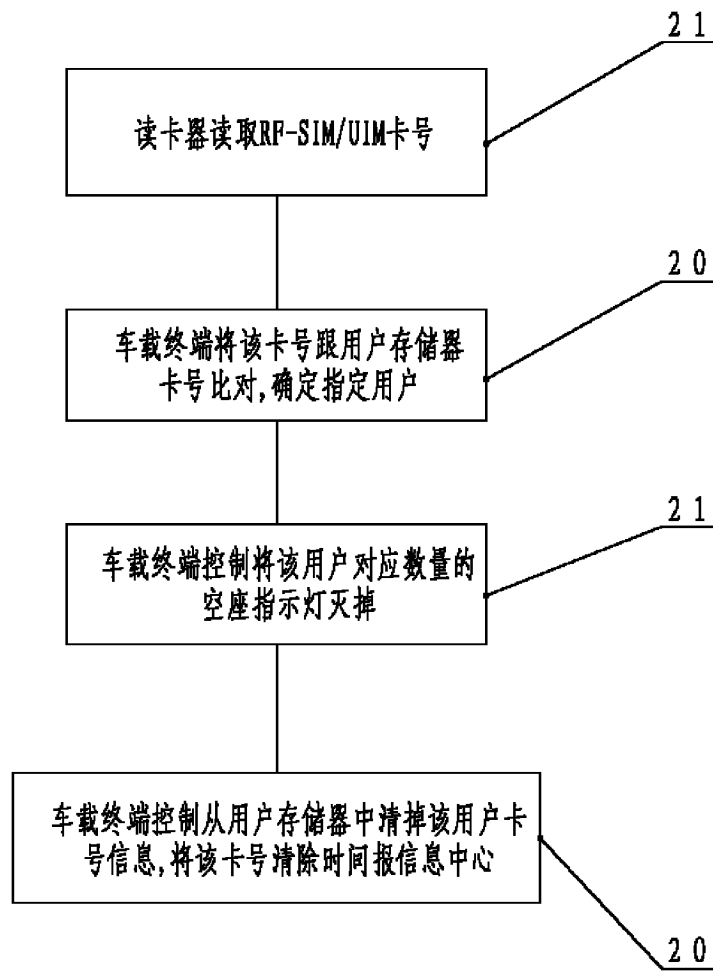 21
读卡器读取RF-SIM/UIM卡号
20
车载终端将该卡号跟用户存储器
卡号比对,确定指定用户
21
车载终端控制将该用户对应数量的
空座指示灯灭掉
车载终端控制从用户存储器中清掉该用户卡
号信息,将该卡号清除时间报信息中心
20